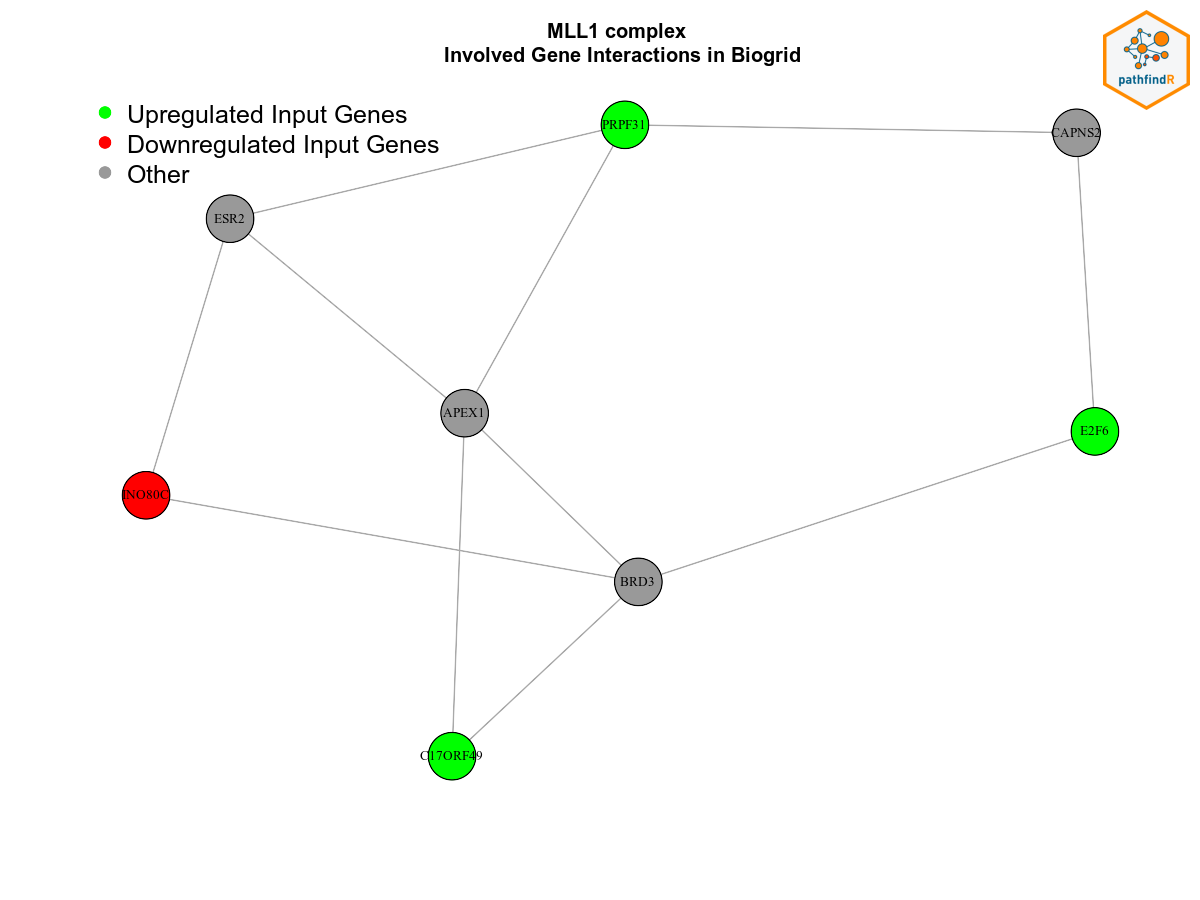 MLL1 complex
Involved Gene Interactions in Biogrid
pathfindR
Upregulated Input Genes
Downregulated Input Genes
Other
PRPF31
CAPNS2
ESR2
APEX1
E2F6
INO80C
BRD3
C17ORF49